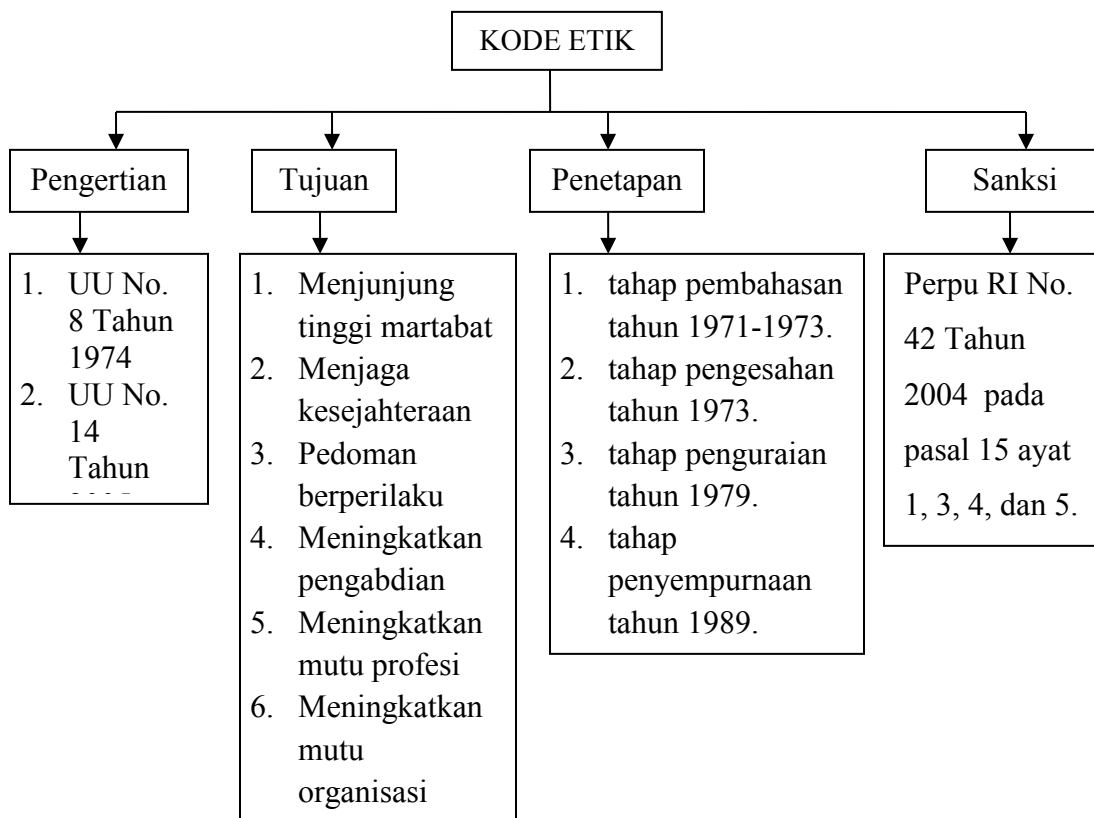 KODE ETIK
Pengertian
Tujuan
Penetapan
Sanksi
1. UU No.
8 Tahun
1974
2. UU No.
14
Tahun
1. Menjunjung
tinggi martabat
2. Menjaga
kesejahteraan
3. Pedoman
berperilaku
4. Meningkatkan
pengabdian
5. Meningkatkan
mutu profesi
6. Meningkatkan
mutu
organisasi
1. tahap pembahasan
tahun 1971-1973.
2. tahap pengesahan
tahun 1973.
3. tahap penguraian
tahun 1979.
4. tahap
penyempurnaan
tahun 1989.
Perpu RI No.
42 Tahun
2004 pada
pasal 15 ayat
1, 3, 4, dan 5.